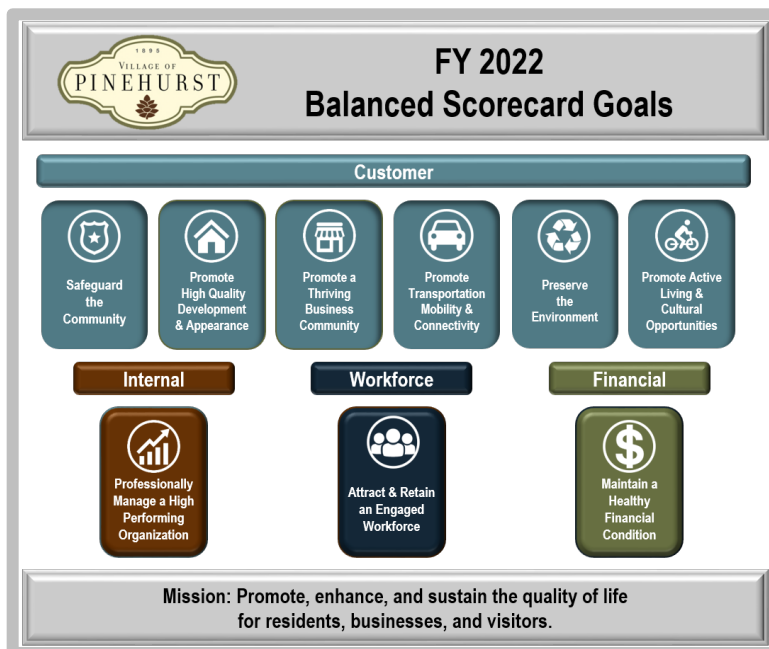 1895
VILLAGE OF
PINEHURST
FY 2022
Balanced Scorecard Goals
Customer
Safeguard
the
Community
Promote
High Quality
Development
& Appearance
Promote a
Thriving
Business
Community
Promote
Transportation
Mobility &
Connectivity
Preserve
the
Environment
Promote Active
Living &
Cultural
Opportunities
Internal
Workforce
Financial
Professionally
Manage a High
Performing
Organization
Attract & Retain
an Engaged
Workforce
Maintain a
Healthy
Financial
Condition
Mission: Promote, enhance, and sustain the quality of life
for residents, businesses, and visitors.